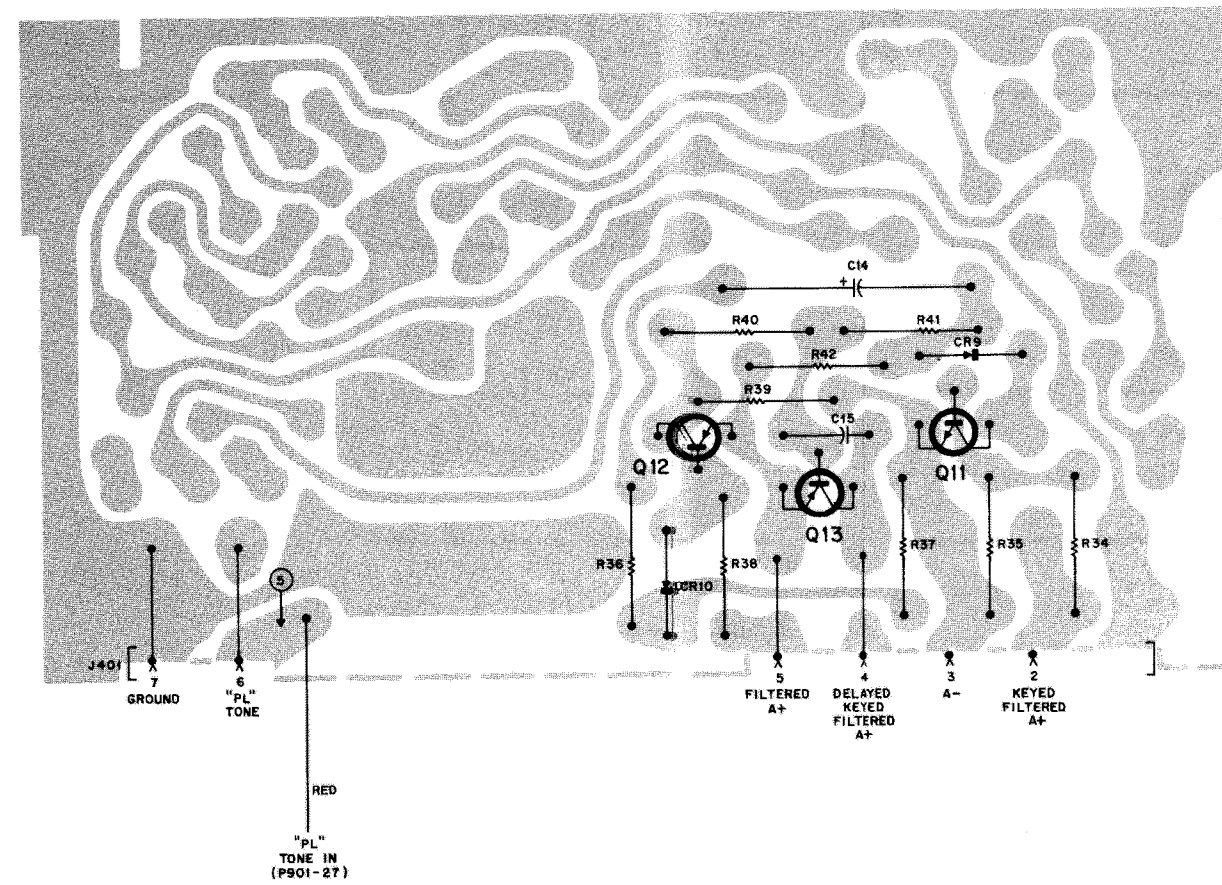 C14
R40
R41
CR9
R42
R39
C15
Q12
Q11
Q13
R36
CR10
R38
R37
R35
R34
5
J401
7
GROUND
6
"PL"
TONE
5
FILTERED
A+
4
DELAYED
KEYED
FILTERED
A+
3
A-
2
KEYED
FILTERED
A+
RED
"PL"
TONE IN
(P901-27)